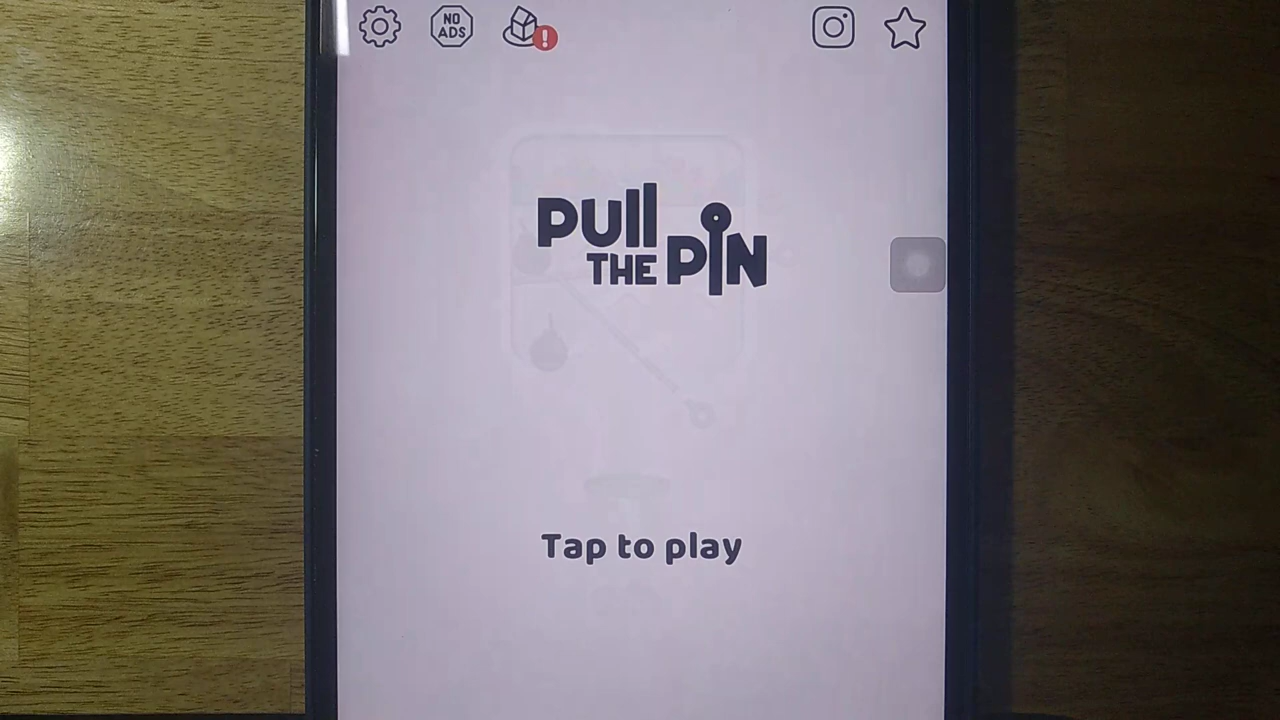 NO
ADS
PUll
THE PIN
Tap to play